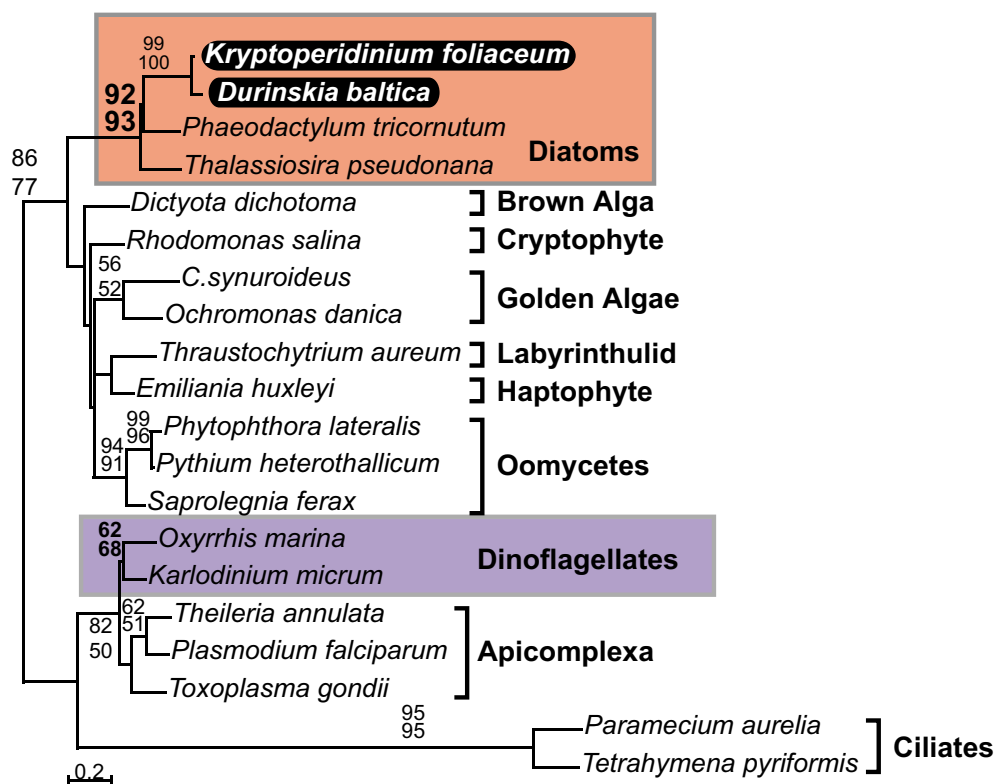 99
100
Kryptoperidinium foliaceum
Durinskia baltica
92
93
Phaeodactylum tricornutum
Thalassiosira pseudonana
Diatoms
86
77
Dictyota dichotoma
Brown Alga
Rhodomonas salina
Cryptophyte
56
52
C.synuroideus
Ochromonas danica
Golden Algae
Thraustochytrium aureum
Labyrinthulid
Emiliania huxleyi
Haptophyte
99
96
94
91
Phytophthora lateralis
Pythium heterothallicum
Saprolegnia ferax
Oomycetes
62
68
Oxyrrhis marina
Karlodinium micrum
Dinoflagellates
82
50
62
51
Theileria annulata
Plasmodium falciparum
Toxoplasma gondii
Apicomplexa
95
95
Paramecium aurelia
Tetrahymena pyriformis
Ciliates
0.2